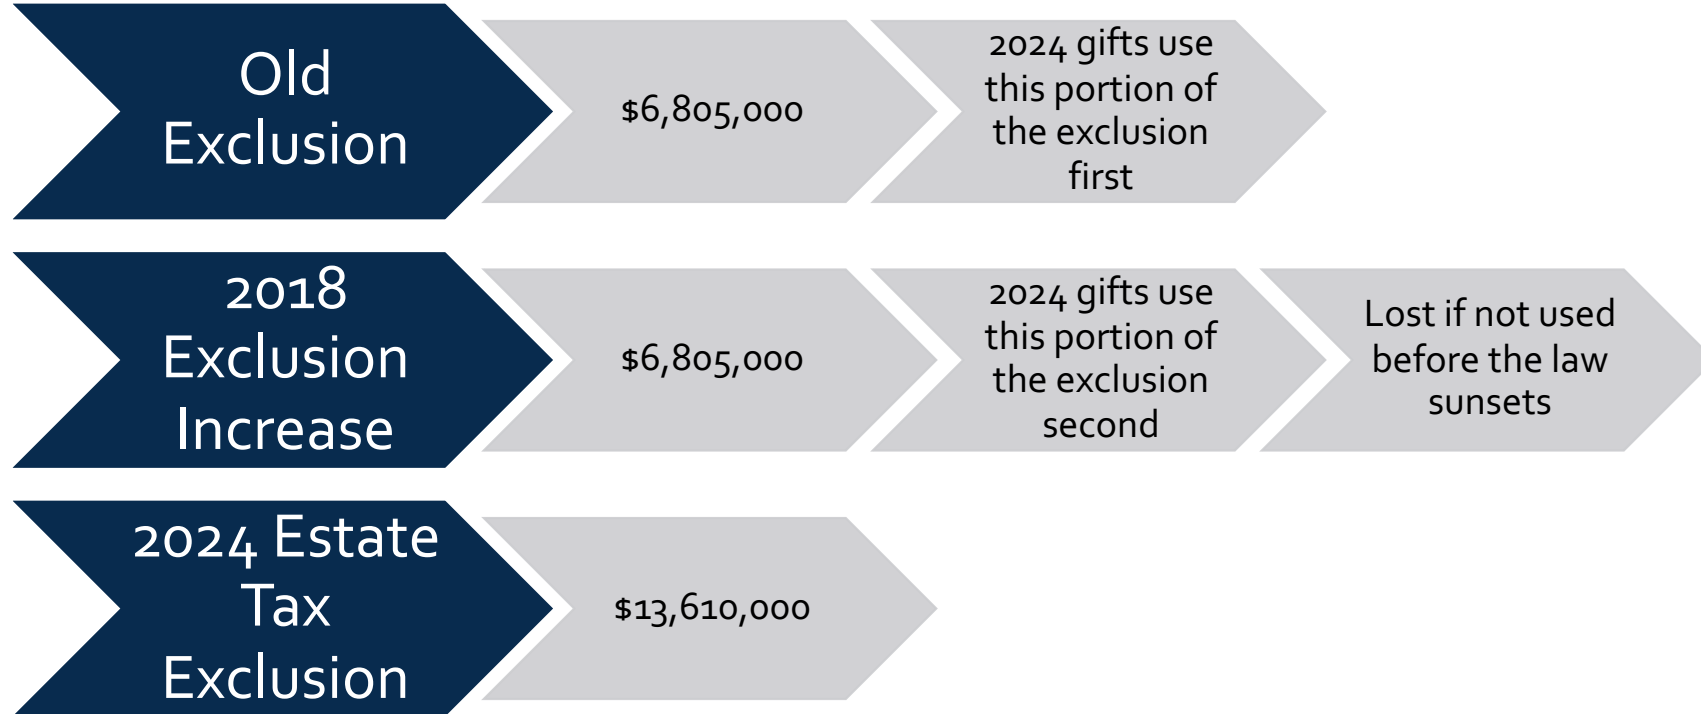 Old
Exclusion
$6,805,000
2024 gifts use
this portion of
the exclusion
first
2018
Exclusion
Increase
$6,805,000
2024 gifts use
this portion of
the exclusion
second
Lost if not used
before the law
sunsets
2024 Estate
Tax
Exclusion
$13,610,000